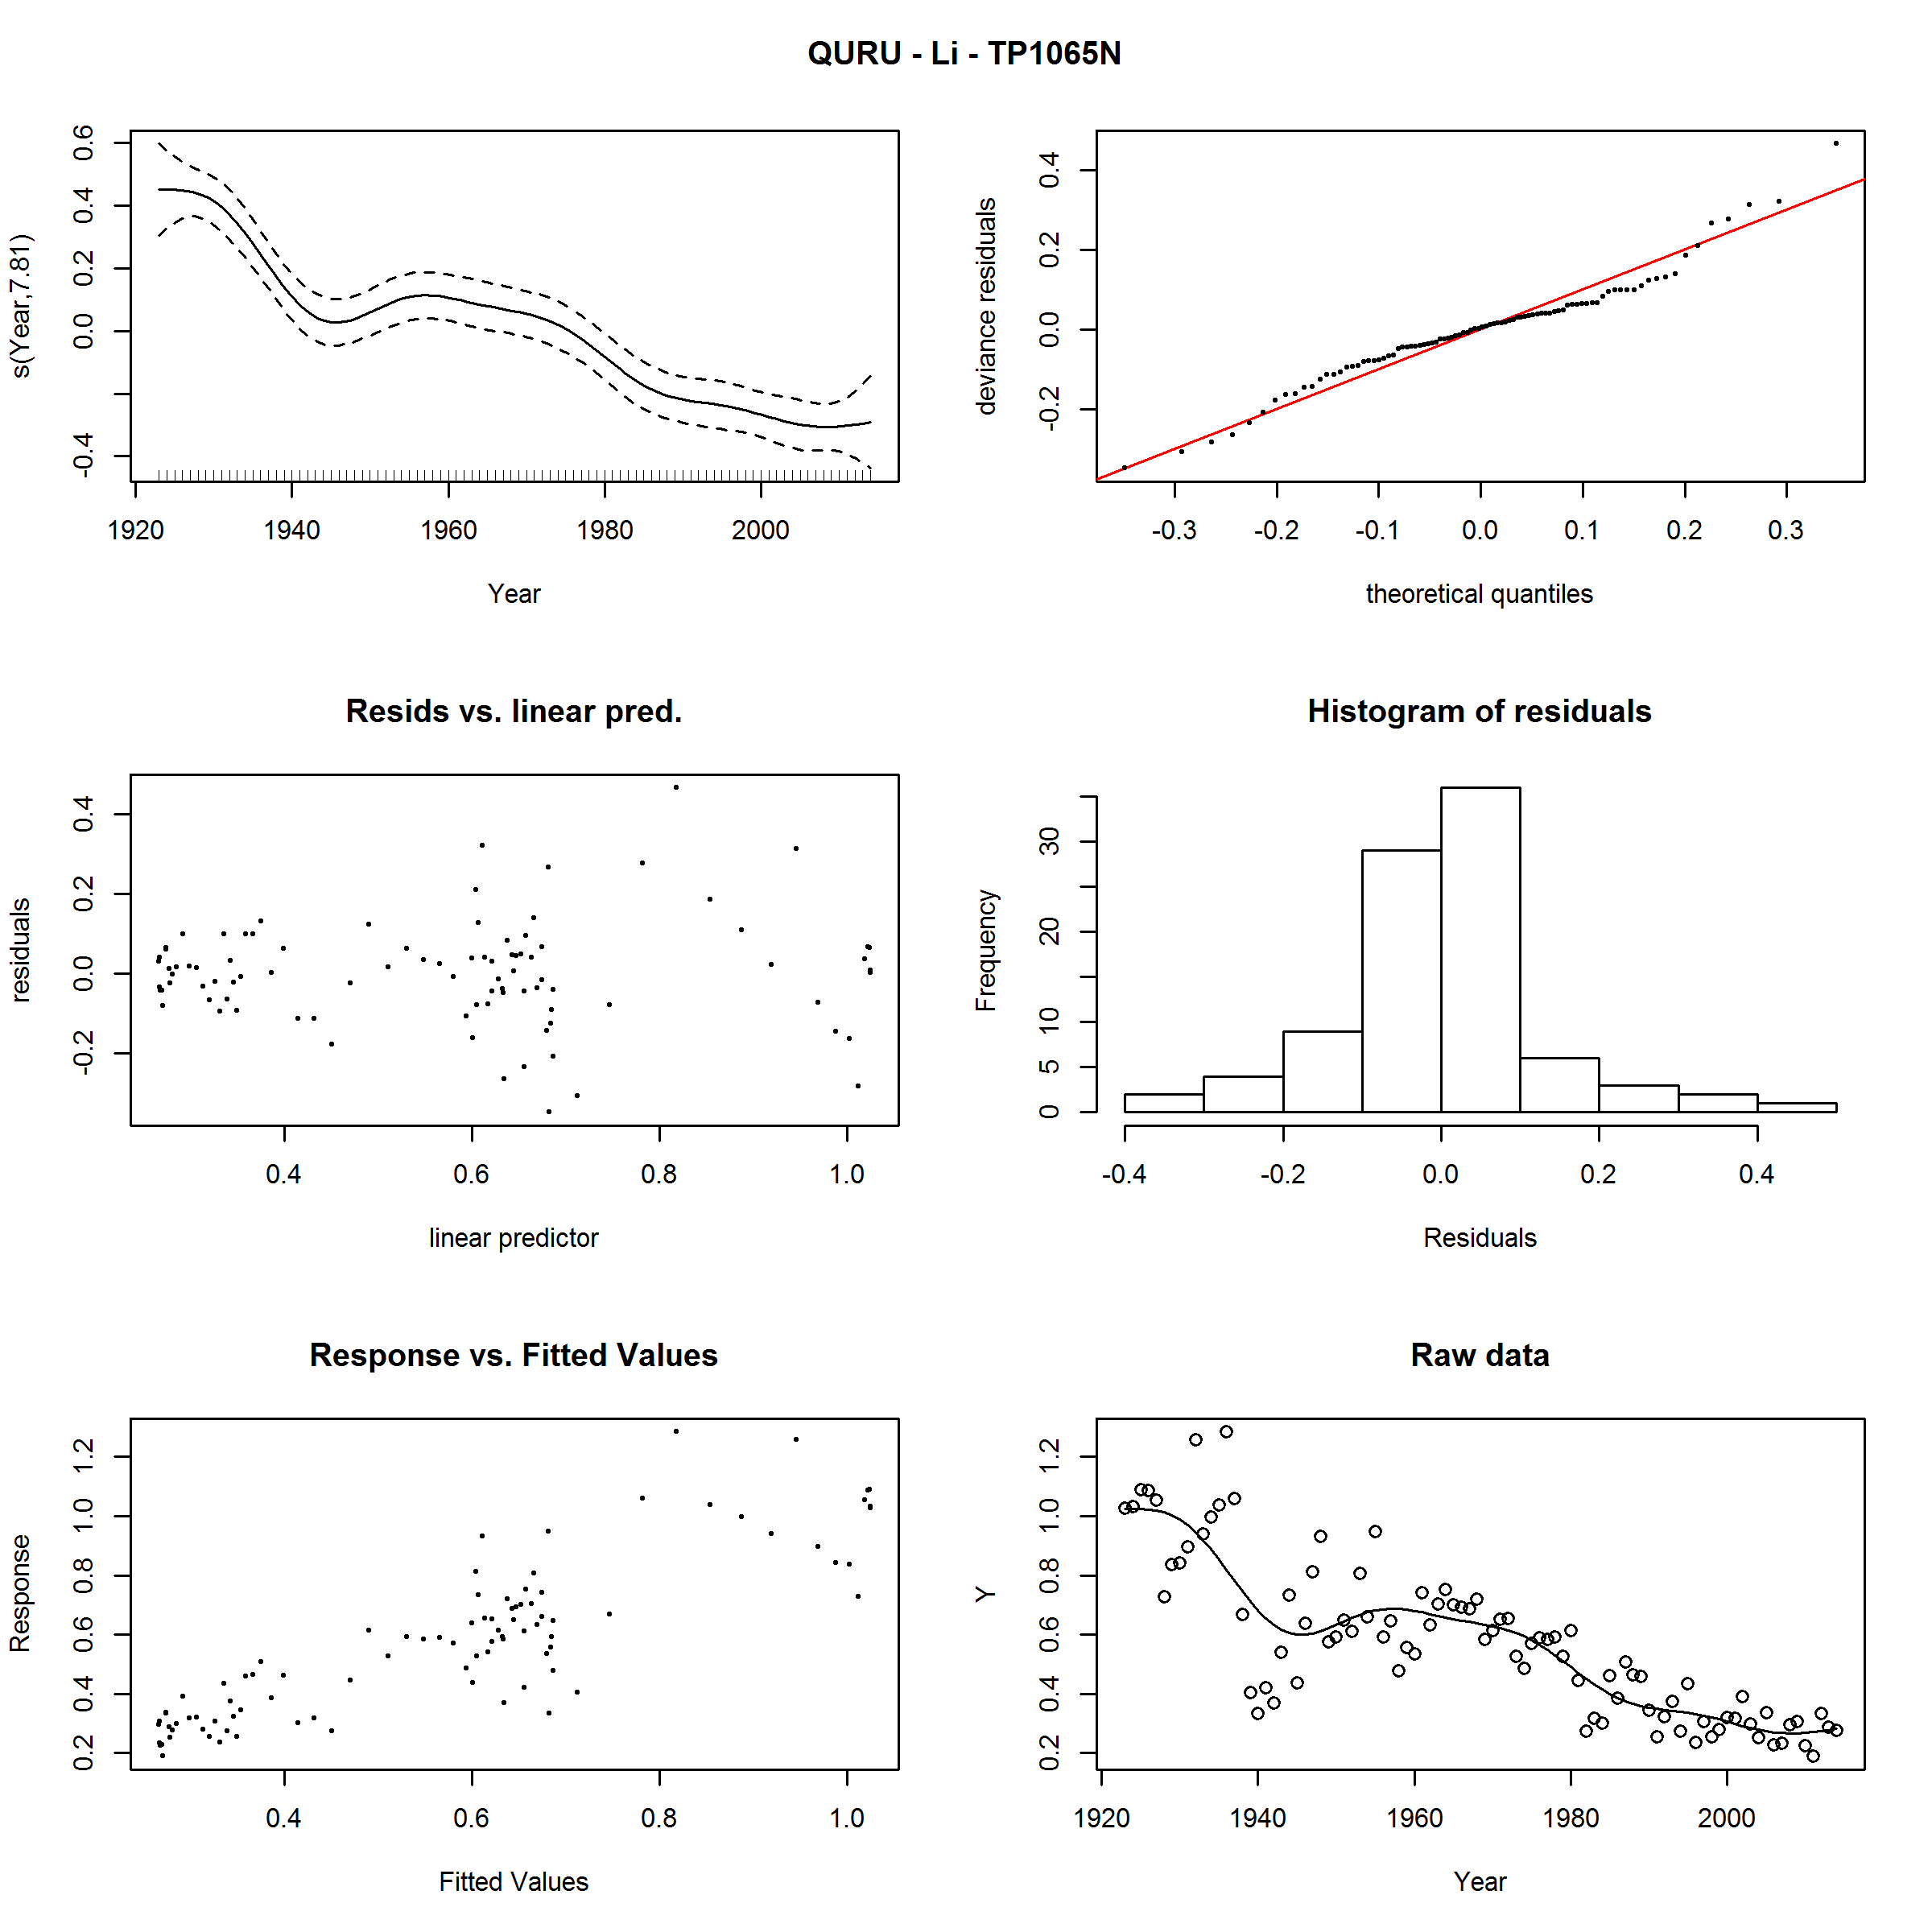 QURU - Li - TP1065N
s(Year,7.81)
-0.4 0.0 0.2 0.4 0.6
1920 1940 1960 1980 2000
Year
deviance residuals
-0.2 0.0 0.2 0.4
-0.3 -0.2 -0.1 0.0 0.1 0.2 0.3
theoretical quantiles
Resids vs. linear pred.
residuals
-0.2 0.0 0.2 0.4
0.4 0.6 0.8 1.0
linear predictor
Histogram of residuals
Frequency
0 5 10 20 30
-0.4 -0.2 0.0 0.2 0.4
Residuals
Response vs. Fitted Values
Response
0.2 0.4 0.6 0.8 1.0 1.2
0.4 0.6 0.8 1.0
Fitted Values
Raw data
Y
0.2 0.4 0.6 0.8 1.0 1.2
1920 1940 1960 1980 2000
Year